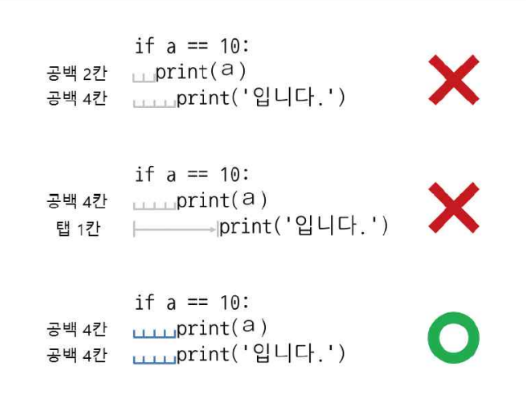 if a == 10:
공백 2칸 print(a)
공백 4칸 print('입니다.')
if a == 10:
공백 4칸 print(a)
탭 1칸 print('입니다.')
if a == 10:
공백 4칸 print(a)
공백 4칸 print('입니다.')